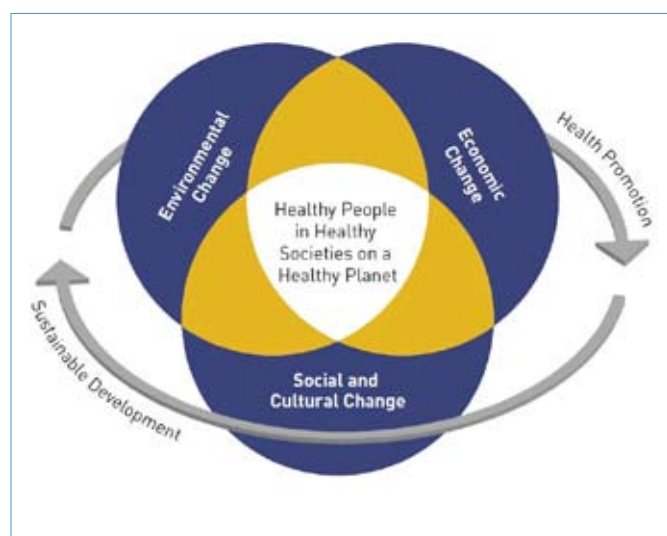 Environmental
Change
Economic
Change
Health Promotion
Healthy People
in Healthy
Societies on a
Healthy Planet
Sustainable Development
Social and
Cultural Change